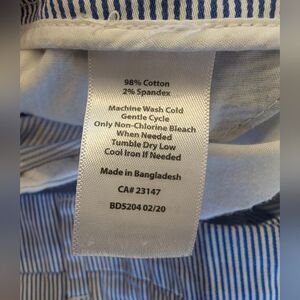 98% Cotton
2% Spandex
Machine Wash Cold
Gentle Cycle
Only Non-Chlorine Bleach
When Needed
Tumble Dry Low
Cool Iron If Needed
Made in Bangladesh
CA# 23147
BD5204 02/20